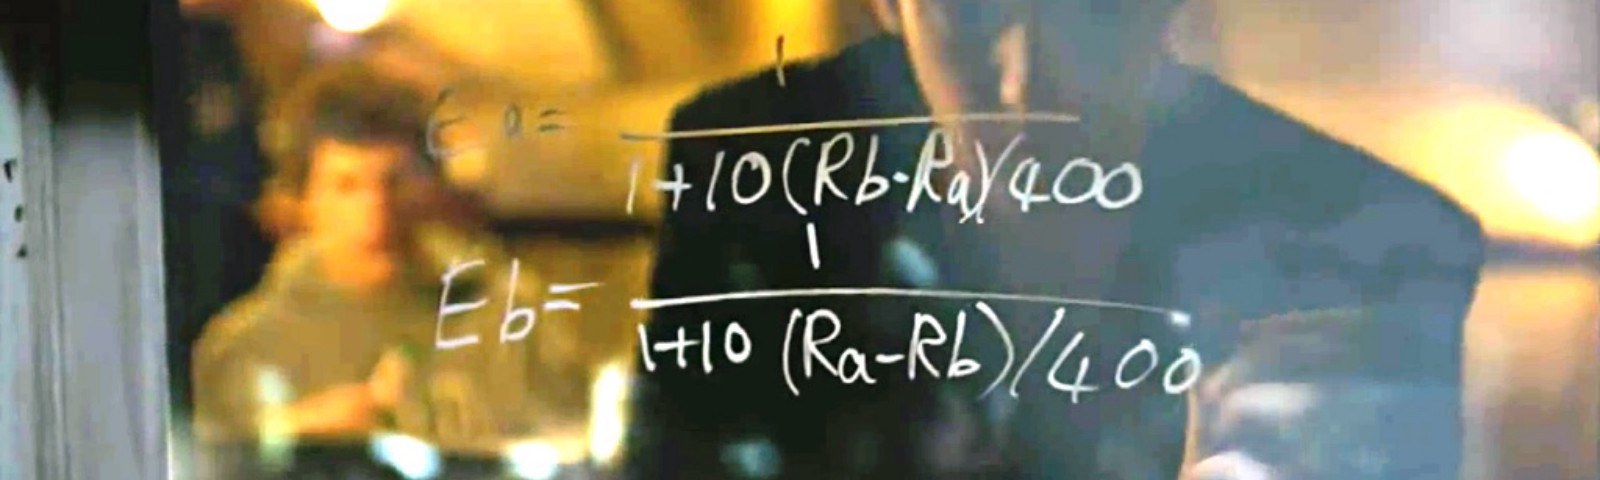 Ea = 1
1+10(Rb-Ra)/400
Eb = 1
1+10 (Ra-Rb)/400